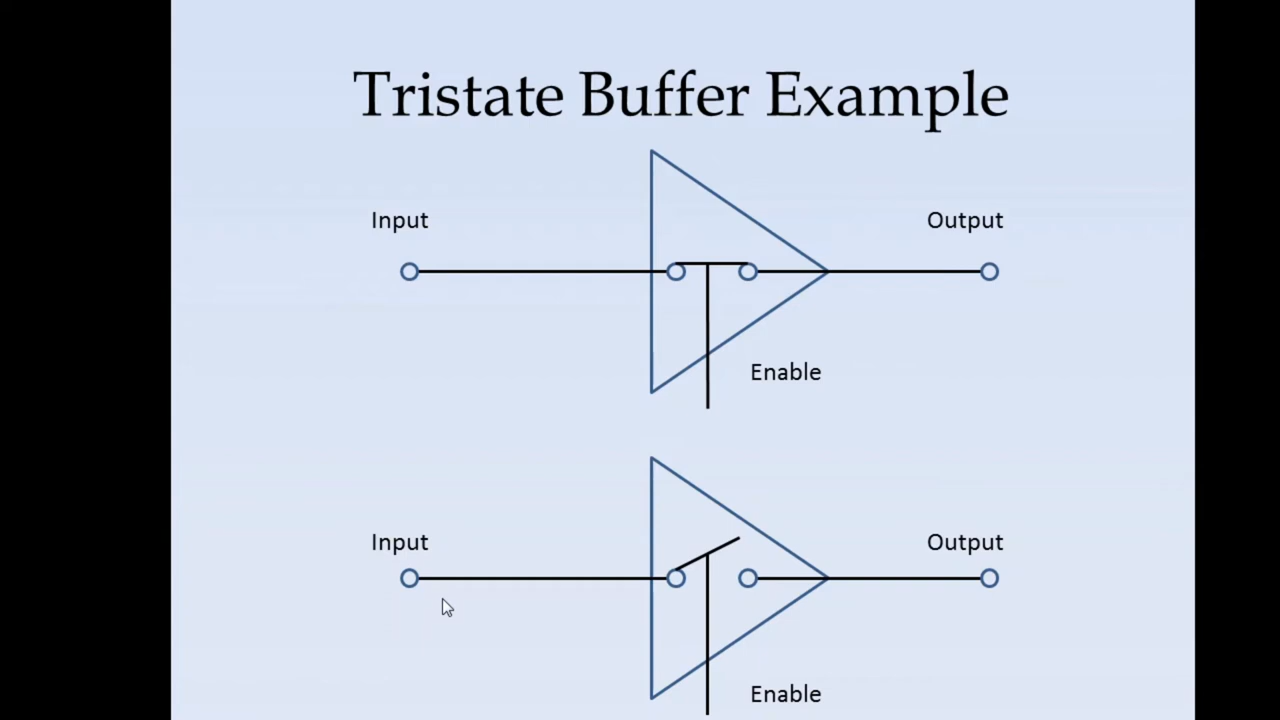 Tristate Buffer Example
Input
Output
Enable
Input
Output
Enable